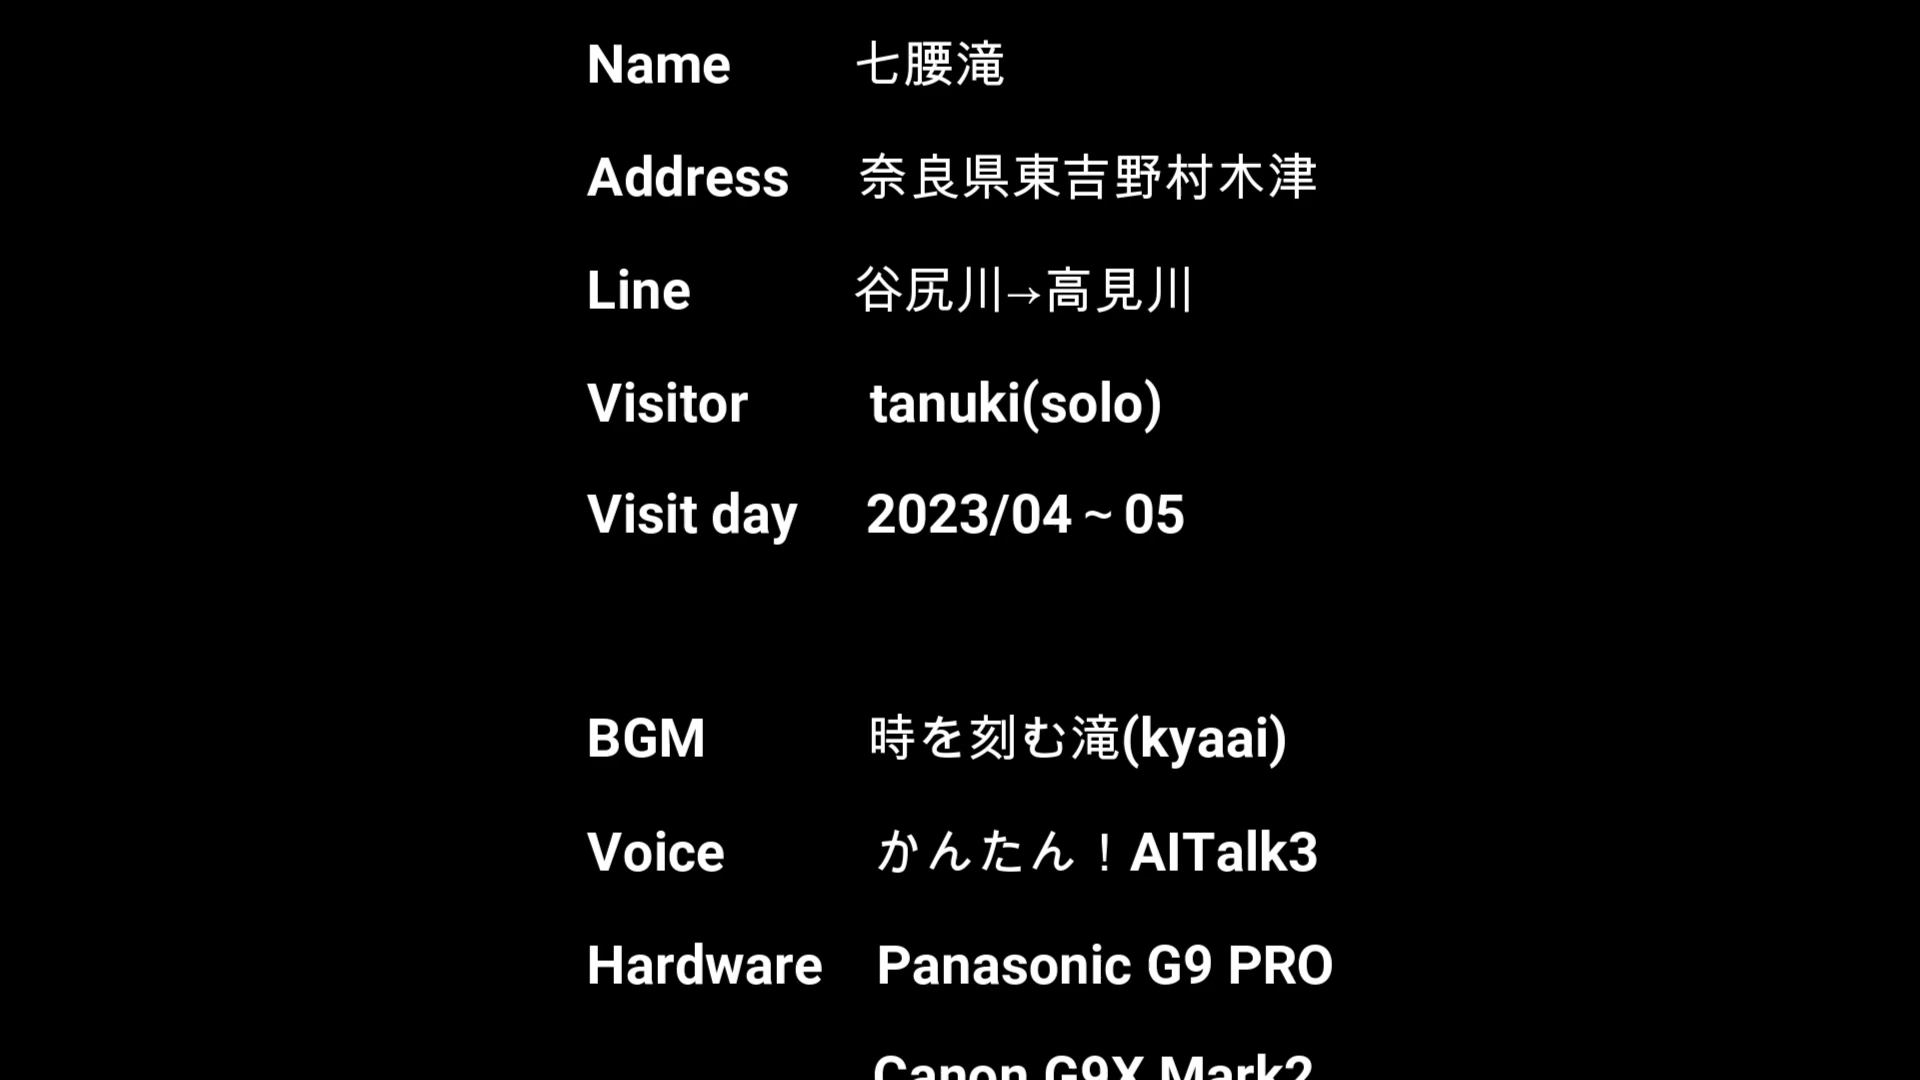 Name 七腰滝
Address 奈良県東吉野村木津
Line 谷尻川→高見川
Visitor tanuki(solo)
Visit day 2023/04～05
BGM 時を刻む滝(kyaai)
Voice かんたん！AITalk3
Hardware Panasonic G9 PRO
Canon G9X Mark2